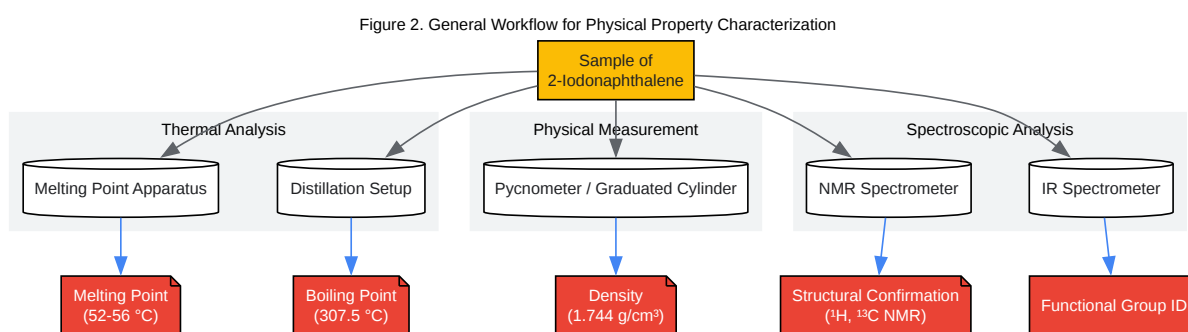 Figure 2. General Workflow for Physical Property Characterization
Sample of
2-Iodonaphthalene
Thermal Analysis
Physical Measurement
Spectroscopic Analysis
Melting Point Apparatus
Distillation Setup
Pycnometer / Graduated Cylinder
NMR Spectrometer
IR Spectrometer
Melting Point
(52-56 °C)
Boiling Point
(307.5 °C)
Density
(1.744 g/cm³)
Structural Confirmation
(¹H, ¹³C NMR)
Functional Group ID